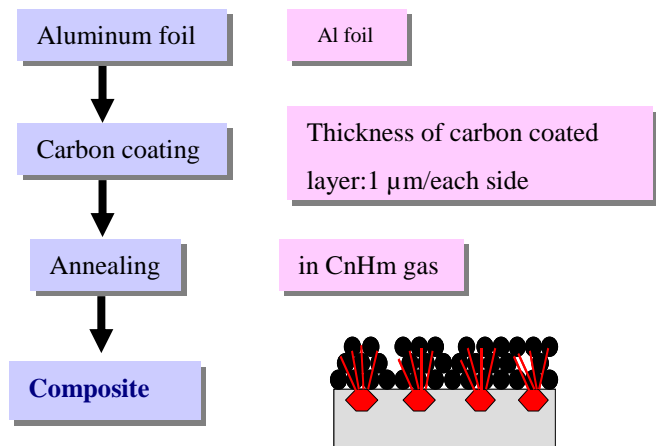 Aluminum foil
Al foil
Carbon coating
Thickness of carbon coated
layer:1 µm/each side
Annealing
in CnHm gas
Composite